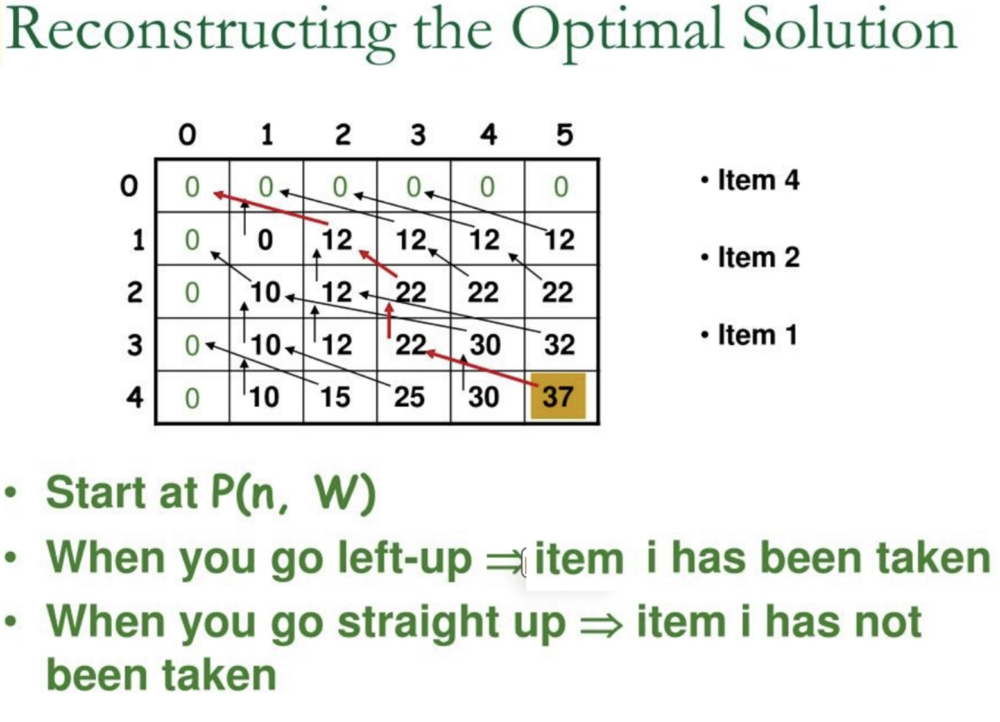 Reconstructing the Optimal Solution
0 1 2 3 4 5
0 0 0 0 0 0 0
1 0 0 12 12 12 12
2 0 10 12 22 22 22
3 0 10 12 22 30 32
4 0 10 15 25 30 37
• Item 4
• Item 2
• Item 1
• Start at P(n, W)
• When you go left-up ⇒ item i has been taken
• When you go straight up ⇒ item i has not
been taken